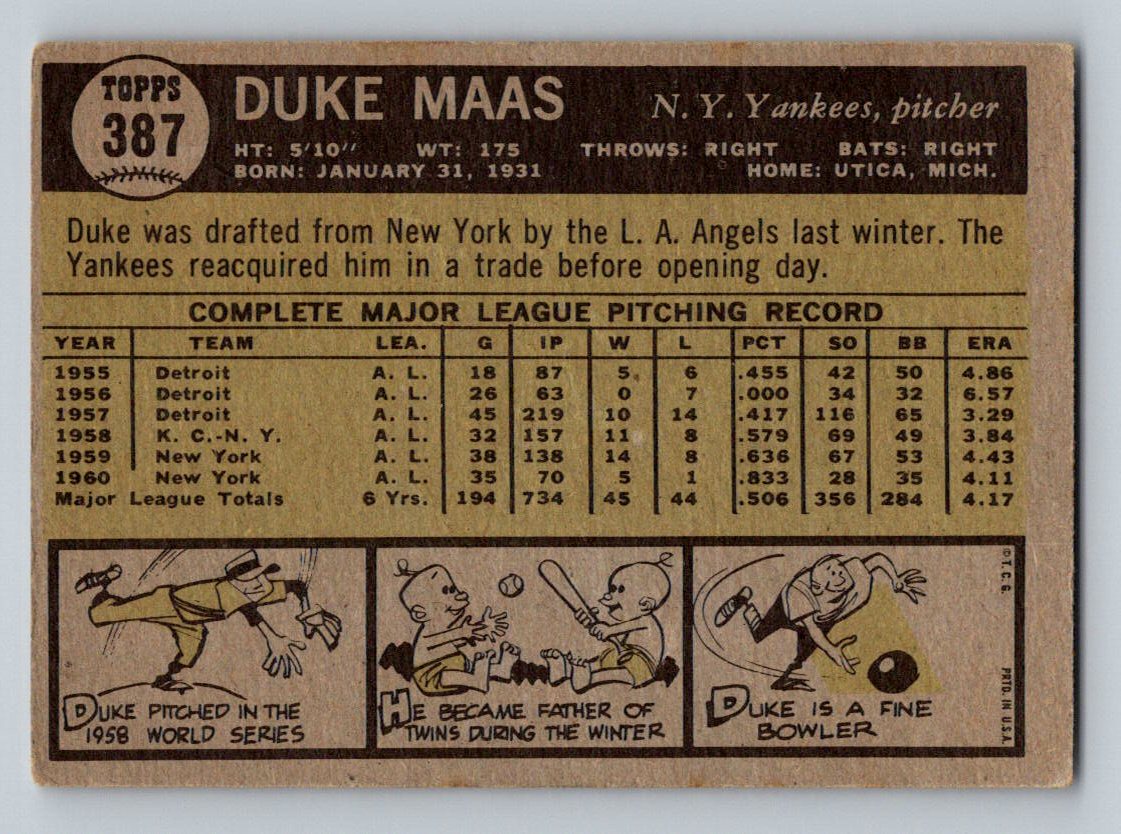 TOPPS
387
DUKE MAAS
N. Y. Yankees, pitcher
HT: 5'10" WT: 175 THROWS: RIGHT BATS: RIGHT
BORN: JANUARY 31, 1931 HOME: UTICA, MICH.
Duke was drafted from New York by the L. A. Angels last winter. The
Yankees reacquired him in a trade before opening day.
COMPLETE MAJOR LEAGUE PITCHING RECORD
YEAR TEAM LEA. G IP W L PCT SO BB ERA
1955 Detroit A. L. 18 87 5 6 .455 42 50 4.86
1956 Detroit A. L. 26 63 0 7 .000 34 32 6.57
1957 Detroit A. L. 45 219 10 14 .417 116 65 3.29
1958 K. C.-N. Y. A. L. 32 157 11 8 .579 69 49 3.84
1959 New York A. L. 38 138 14 8 .636 67 53 4.43
1960 New York A. L. 35 70 5 1 .833 28 35 4.11
Major League Totals 6 Yrs. 194 734 45 44 .506 356 284 4.17
DUKE PITCHED IN THE
1958 WORLD SERIES
HE BECAME FATHER OF
TWINS DURING THE WINTER
DUKE IS A FINE
BOWLER
© T. C. G.
PRTD. IN U.S.A.